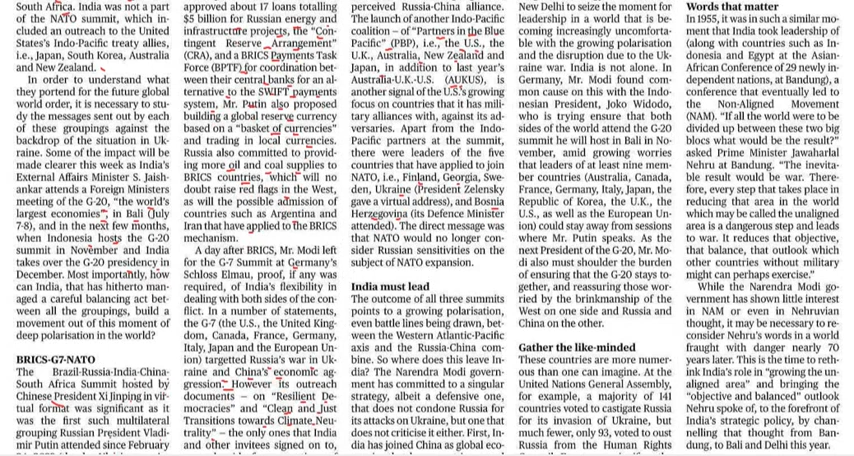 South Africa. India was not a part
of the NATO summit, which in-
cluded an outreach to the United
States's Indo-Pacific treaty allies,
i.e., Japan, South Korea, Australia
and New Zealand.
In order to understand what
they portend for the future global
world order, it is necessary to stu-
dy the messages sent out by each
of these groupings against the
backdrop of the situation in Uk-
raine. Some of the impact will be
made clearer this week as India's
External Affairs Minister S. Jaish-
ankar attends a Foreign Ministers
meeting of the G-20, "the world's
largest economies", in Bali (July
7-8), and in the next few months,
when Indonesia hosts the G-20
summit in November and India
takes over the G-20 presidency in
December. Most importantly, how
can India, that has hitherto man-
aged a careful balancing act bet-
ween all the groupings, build a
movement out of this moment of
deep polarisation in the world?
BRICS-G7-NATO
The Brazil-Russia-India-China-
South Africa Summit hosted by
Chinese President Xi Jinping in vir-
tual format was significant as it
was the first such multilateral
grouping Russian President Vladi-
mir Putin attended since February
approved about 17 loans totalling
$5 billion for Russian energy and
infrastructure projects, the "Con-
tingent Reserve Arrangement"
(CRA), and a BRICS Payments Task
Force (BPTF) for coordination bet-
ween their central banks for an al-
ternative to the SWIFT payments
system, Mr. Putin also proposed
building a global reserve currency
based on a "basket of currencies"
and trading in local currencies.
Russia also committed to provid-
ing more oil and coal supplies to
BRICS countries, which will no
doubt raise red flags in the West,
as will the possible admission of
countries such as Argentina and
Iran that have applied to the BRICS
mechanism.
A day after BRICS, Mr. Modi left
for the G-7 Summit at Germany's
Schloss Elmau, proof, if any was
required, of India's flexibility in
dealing with both sides of the con-
flict. In a number of statements,
the G-7 (the U.S., the United King-
dom, Canada, France, Germany,
Italy, Japan and the European Un-
ion) targetted Russia's war in Uk-
raine and China's "economic ag-
gression". However its outreach
documents – on "Resilient De-
mocracies" and "Clean and Just
Transitions towards Climate Neu-
trality" – the only ones that India
and other invitees signed on to,
perceived Russia-China alliance.
The launch of another Indo-Pacific
coalition – of "Partners in the Blue
Pacific" (PBP), i.e., the U.S., the
U.K., Australia, New Zealand and
Japan, in addition to last year's
Australia-U.K.-U.S. (AUKUS), is
another signal of the U.S.'s growing
focus on countries that it has mili-
tary alliances with, against its ad-
versaries. Apart from the Indo-
Pacific partners at the summit,
there were leaders of the five
countries that have applied to join
NATO, i.e., Finland, Georgia, Swe-
den, Ukraine (President Zelensky
gave a virtual address), and Bosnia
Herzegovina (its Defence Minister
attended). The direct message was
that NATO would no longer con-
sider Russian sensitivities on the
subject of NATO expansion.
India must lead
The outcome of all three summits
points to a growing polarisation,
even battle lines being drawn, bet-
ween the Western Atlantic-Pacific
axis and the Russia-China com-
bine. So where does this leave In-
dia? The Narendra Modi govern-
ment has committed to a singular
strategy, albeit a defensive one,
that does not condone Russia for
its attacks on Ukraine, but one that
does not criticise it either. First, In-
dia has joined China as global eco-
New Delhi to seize the moment for
leadership in a world that is be-
coming increasingly uncomforta-
ble with the growing polarisation
and the disruption due to the Uk-
raine war. India is not alone. In
Germany, Mr. Modi found com-
mon cause on this with the Indo-
nesian President, Joko Widodo,
who is trying ensure that both
sides of the world attend the G-20
summit he will host in Bali in No-
vember, amid growing worries
that leaders of at least nine mem-
ber countries (Australia, Canada,
France, Germany, Italy, Japan, the
Republic of Korea, the U.K., the
U.S., as well as the European Un-
ion) could stay away from sessions
where Mr. Putin speaks. As the
next President of the G-20, Mr. Mo-
di also must shoulder the burden
of ensuring that the G-20 stays to-
gether, and reassuring those wor-
ried by the brinkmanship of the
West on one side and Russia and
China on the other.
Gather the like-minded
These countries are more numer-
ous than one can imagine. At the
United Nations General Assembly,
for example, a majority of 141
countries voted to castigate Russia
for its invasion of Ukraine, but
much fewer, only 93, voted to oust
Russia from the Human Rights
Words that matter
In 1955, it was in such a similar mo-
ment that India took leadership of
(along with countries such as In-
donesia and Egypt at the Asian-
African Conference of 29 newly in-
dependent nations, at Bandung), a
conference that eventually led to
the Non-Aligned Movement
(NAM). "If all the world were to be
divided up between these two big
blocs what would be the result?"
asked Prime Minister Jawaharlal
Nehru at Bandung. "The inevita-
ble result would be war. There-
fore, every step that takes place in
reducing that area in the world
which may be called the unaligned
area is a dangerous step and leads
to war. It reduces that objective,
that balance, that outlook which
other countries without military
might can perhaps exercise."
While the Narendra Modi go-
vernment has shown little interest
in NAM or even in Nehruvian
thought, it may be necessary to re-
consider Nehru's words in a world
fraught with danger nearly 70
years later. This is the time to reth-
ink India's role in "growing the un-
aligned area" and bringing the
"objective and balanced" outlook
Nehru spoke of, to the forefront of
India's strategic policy, by chan-
nelling that thought from Ban-
dung, to Bali and Delhi this year.